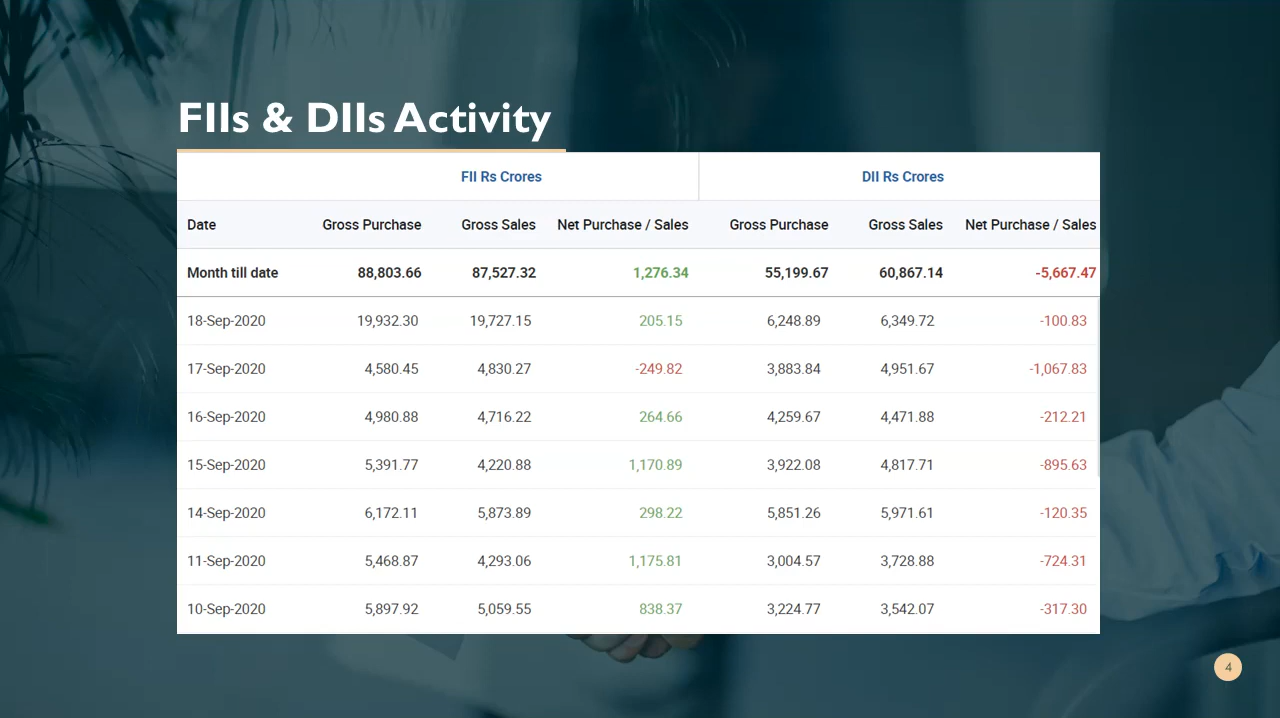 FIIs & DIIs Activity
FII Rs Crores DII Rs Crores
Date Gross Purchase Gross Sales Net Purchase / Sales Gross Purchase Gross Sales Net Purchase / Sales
Month till date 88,803.66 87,527.32 1,276.34 55,199.67 60,867.14 -5,667.47
18-Sep-2020 19,932.30 19,727.15 205.15 6,248.89 6,349.72 -100.83
17-Sep-2020 4,580.45 4,830.27 -249.82 3,883.84 4,951.67 -1,067.83
16-Sep-2020 4,980.88 4,716.22 264.66 4,259.67 4,471.88 -212.21
15-Sep-2020 5,391.77 4,220.88 1,170.89 3,922.08 4,817.71 -895.63
14-Sep-2020 6,172.11 5,873.89 298.22 5,851.26 5,971.61 -120.35
11-Sep-2020 5,468.87 4,293.06 1,175.81 3,004.57 3,728.88 -724.31
10-Sep-2020 5,897.92 5,059.55 838.37 3,224.77 3,542.07 -317.30
4